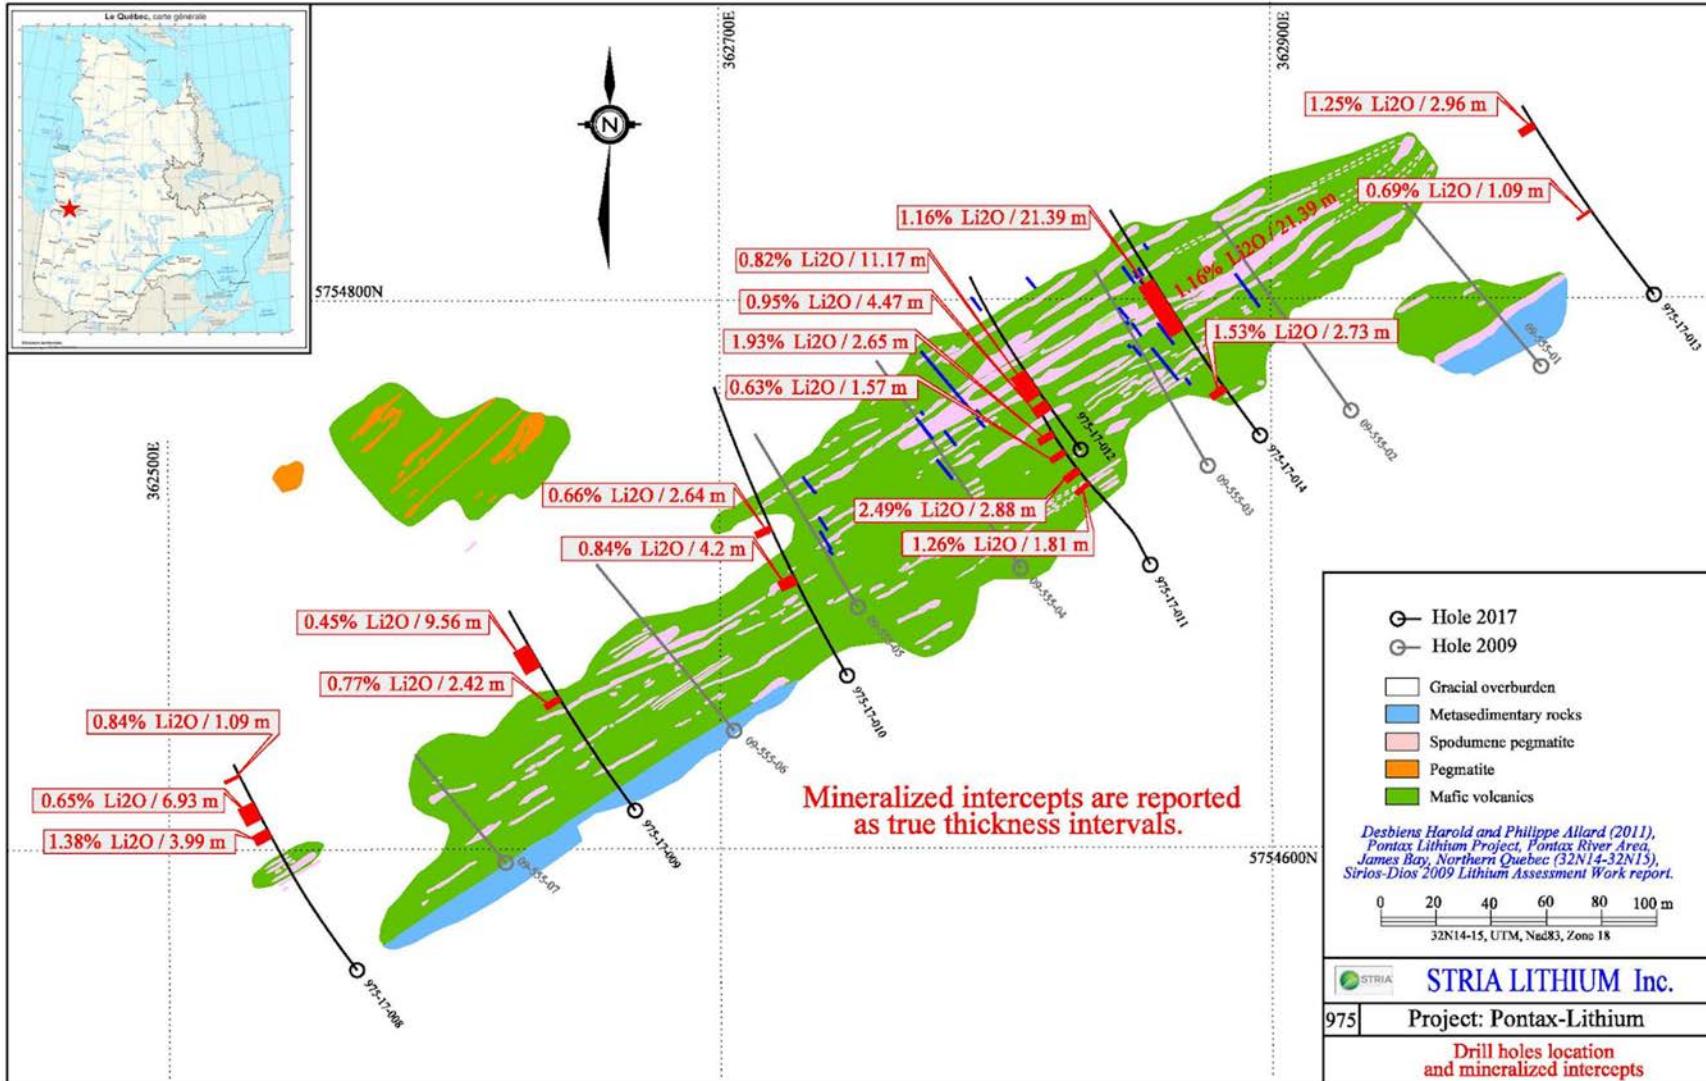 Le Québec, carte générale
362700E
362900E
1.25% Li2O / 2.96 m
N
0.69% Li2O / 1.09 m
1.16% Li2O / 21.39 m
1.16% Li2O / 21.39 m
0.82% Li2O / 11.17 m
5754800N
0.95% Li2O / 4.47 m
975-17-013
1.93% Li2O / 2.65 m
1.53% Li2O / 2.73 m
09-555-01
0.63% Li2O / 1.57 m
975-17-012
975-17-014
09-555-02
362500E
09-555-03
0.66% Li2O / 2.64 m
2.49% Li2O / 2.88 m
0.84% Li2O / 4.2 m
1.26% Li2O / 1.81 m
09-555-04
975-17-011
09-555-05
0.45% Li2O / 9.56 m
0.77% Li2O / 2.42 m
975-17-010
0.84% Li2O / 1.09 m
09-555-06
0.65% Li2O / 6.93 m
1.38% Li2O / 3.99 m
975-17-009
09-555-07
975-17-008
5754600N
Mineralized intercepts are reported
as true thickness intervals.
Hole 2017
Hole 2009
Gracial overburden
Metasedimentary rocks
Spodumene pegmatite
Pegmatite
Mafic volcanics
Desbiens Harold and Philippe Allard (2011),
Pontax Lithium Project, Pontax River Area,
James Bay, Northern Quebec (32N14-32N15),
Sirios-Dios 2009 Lithium Assessment Work report.
0 20 40 60 80 100 m
32N14-15, UTM, Nad83, Zone 18
STRIA
STRIA LITHIUM Inc.
975 Project: Pontax-Lithium
Drill holes location
and mineralized intercepts